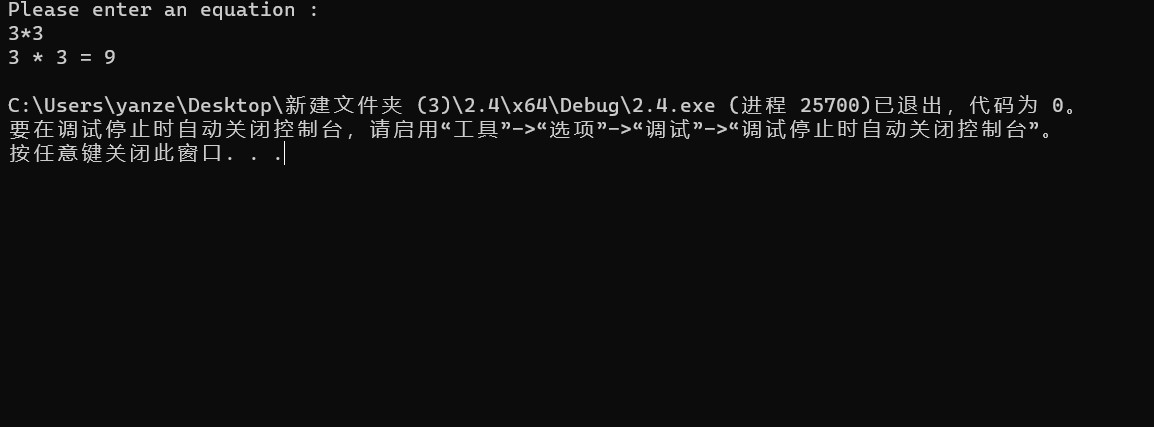 Please enter an equation :
3*3
3 * 3 = 9
C:\Users\yanze\Desktop\新建文件夹 (3)\2.4\x64\Debug\2.4.exe (进程 25700)已退出，代码为 0。
要在调试停止时自动关闭控制台，请启用“工具”->“选项”->“调试”->“调试停止时自动关闭控制台”。
按任意键关闭此窗口. . .